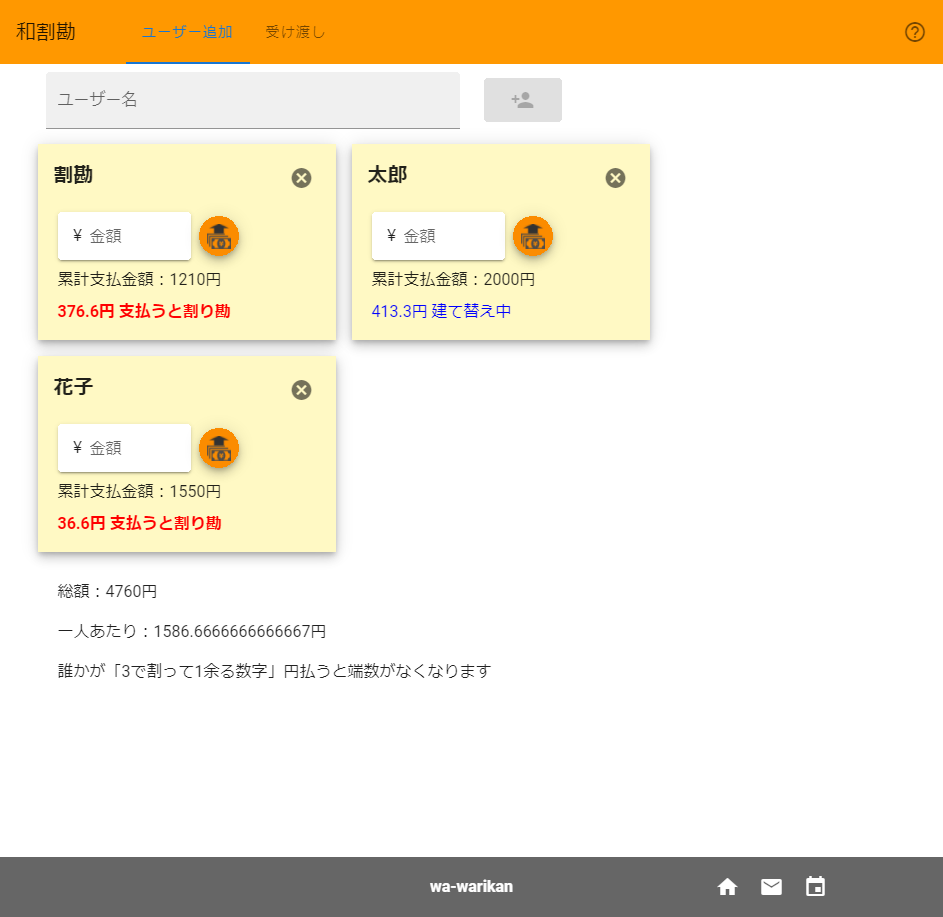 和割勘
ユーザー追加
受け渡し
ユーザー名
割勘
¥ 金額
累計支払金額：1210円
376.6円 支払うと割り勘
太郎
¥ 金額
累計支払金額：2000円
413.3円 建て替え中
花子
¥ 金額
累計支払金額：1550円
36.6円 支払うと割り勘
総額：4760円
一人あたり：1586.6666666666667円
誰かが「3で割って1余る数字」円払うと端数がなくなります
wa-warikan